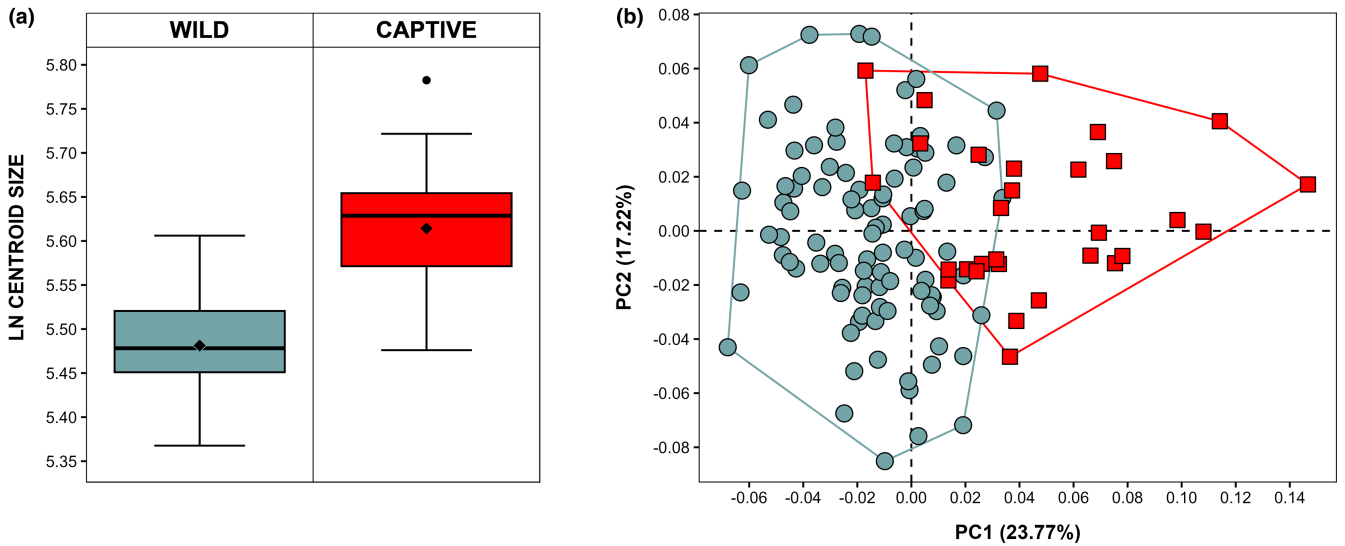 (a)
WILD CAPTIVE
5.80
5.75
5.70
5.65
5.60
5.55
5.50
5.45
5.40
5.35
LN CENTROID SIZE
(b)
0.08
0.06
0.04
0.02
0.00
-0.02
-0.04
-0.06
-0.08
PC2 (17.22%)
-0.06 -0.04 -0.02 0.00 0.02 0.04 0.06 0.08 0.10 0.12 0.14
PC1 (23.77%)